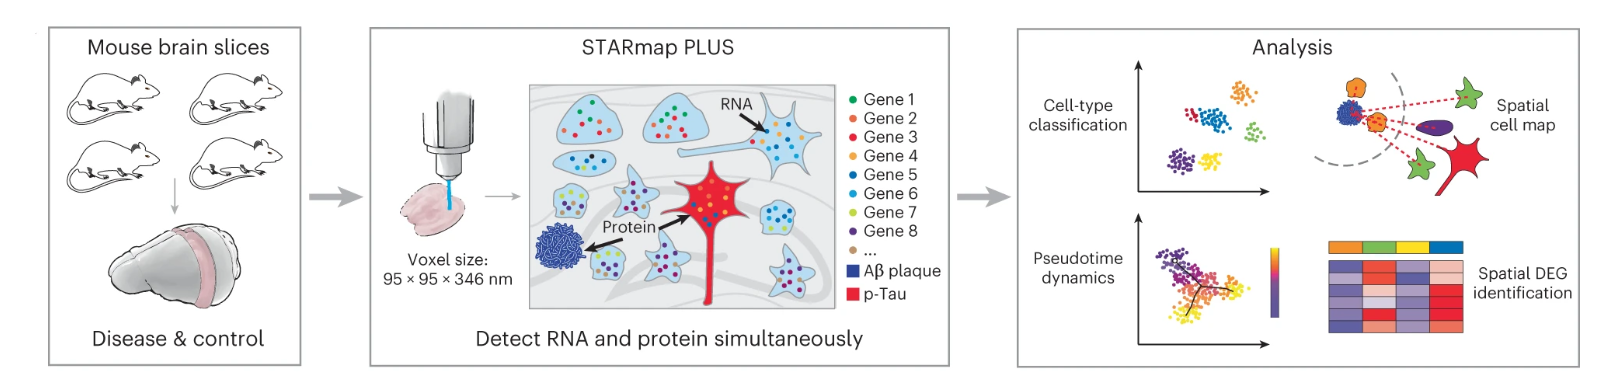 Mouse brain slices
Disease & control
STARmap PLUS
Voxel size:
95 × 95 × 346 nm
RNA
Protein
Gene 1
Gene 2
Gene 3
Gene 4
Gene 5
Gene 6
Gene 7
Gene 8
...
Aβ plaque
p-Tau
Detect RNA and protein simultaneously
Analysis
Cell-type
classification
Spatial
cell map
Pseudotime
dynamics
Spatial DEG
identification